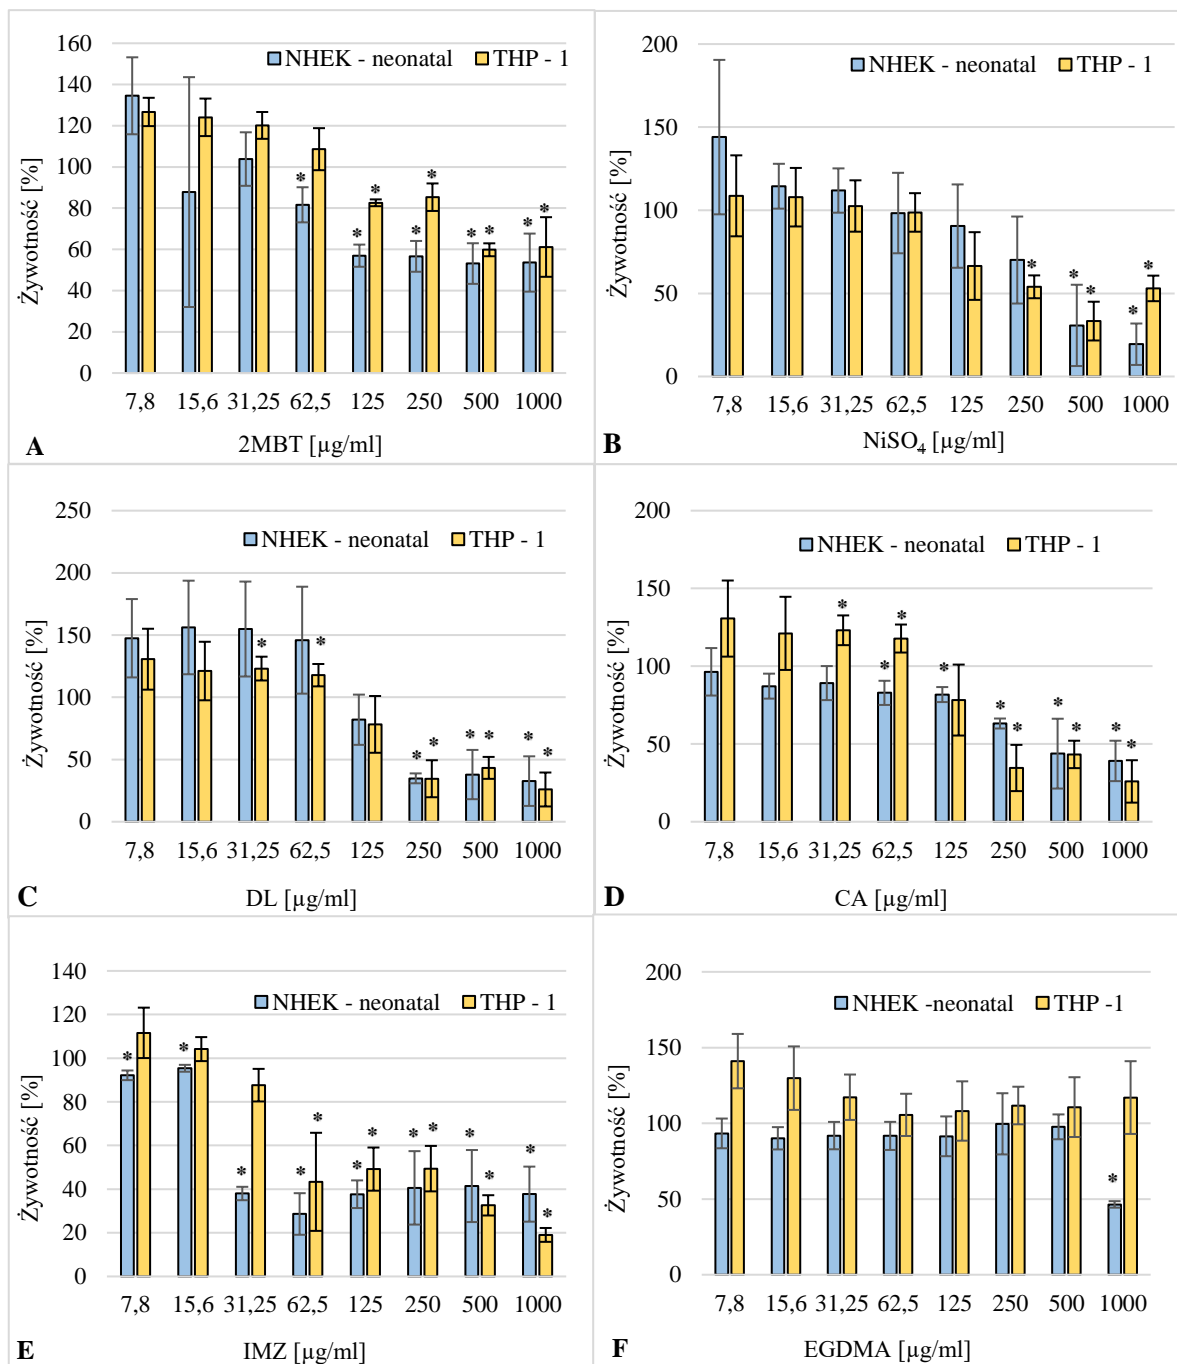 160
140
120
100
80
60
40
20
0
Żywotność [%]
NHEK - neonatal THP - 1
* * * * * * * * *
7,8 15,6 31,25 62,5 125 250 500 1000
A 2MBT [µg/ml]
200
150
100
50
0
Żywotność [%]
NHEK - neonatal THP - 1
* * * * *
7,8 15,6 31,25 62,5 125 250 500 1000
B NiSO₄ [µg/ml]
250
200
150
100
50
0
Żywotność [%]
NHEK - neonatal THP - 1
* * * * * * * *
7,8 15,6 31,25 62,5 125 250 500 1000
C DL [µg/ml]
200
150
100
50
0
Żywotność [%]
NHEK - neonatal THP - 1
* * * * * * * * * *
7,8 15,6 31,25 62,5 125 250 500 1000
D CA [µg/ml]
140
120
100
80
60
40
20
0
Żywotność [%]
NHEK - neonatal THP - 1
* * * * * * * * * * * * *
7,8 15,6 31,25 62,5 125 250 500 1000
E IMZ [µg/ml]
200
150
100
50
0
Żywotność [%]
NHEK -neonatal THP -1
*
7,8 15,6 31,25 62,5 125 250 500 1000
F EGDMA [µg/ml]